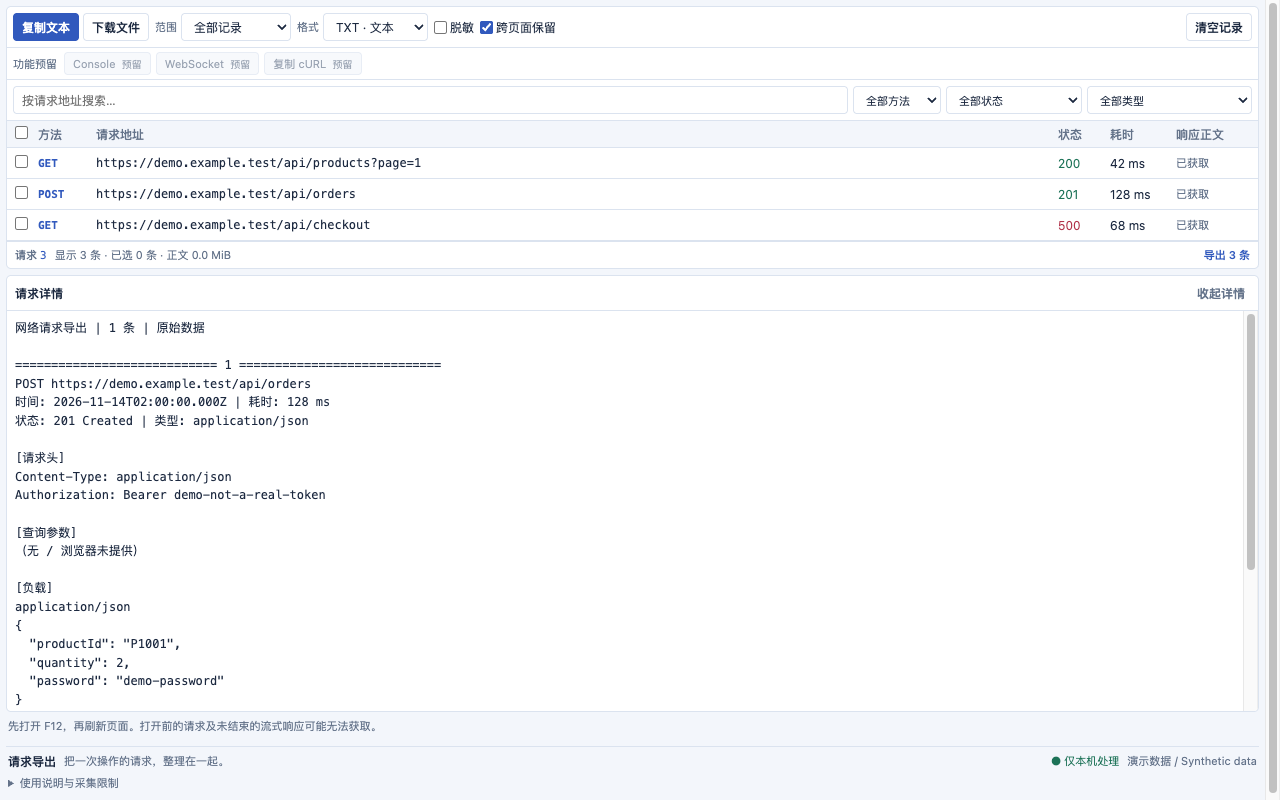 复制文本 下载文件 范围 全部记录 格式 TXT · 文本 脱敏 跨页面保留 清空记录
功能预留 Console 预留 WebSocket 预留 复制 cURL 预留
按请求地址搜索... 全部方法 全部状态 全部类型
方法 请求地址 状态 耗时 响应正文
GET https://demo.example.test/api/products?page=1 200 42 ms 已获取
POST https://demo.example.test/api/orders 201 128 ms 已获取
GET https://demo.example.test/api/checkout 500 68 ms 已获取
请求 3 显示 3 条 · 已选 0 条 · 正文 0.0 MiB 导出 3 条
请求详情 收起详情
网络请求导出 | 1 条 | 原始数据
============================ 1 ============================
POST https://demo.example.test/api/orders
时间: 2026-11-14T02:00:00.000Z | 耗时: 128 ms
状态: 201 Created | 类型: application/json
[请求头]
Content-Type: application/json
Authorization: Bearer demo-not-a-real-token
[查询参数]
（无 / 浏览器未提供）
[负载]
application/json
{
"productId": "P1001",
"quantity": 2,
"password": "demo-password"
}
先打开 F12，再刷新页面。打开前的请求及未结束的流式响应可能无法获取。
请求导出 把一次操作的请求，整理在一起。 仅本机处理 演示数据 / Synthetic data
使用说明与采集限制